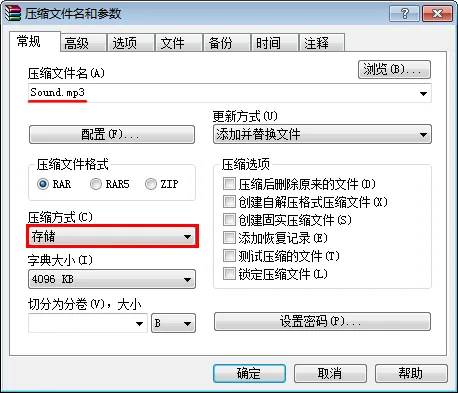 压缩文件名和参数
常规 高级 选项 文件 备份 时间 注释
压缩文件名(A)
浏览(B)...
Sound.mp3
更新方式(U)
配置(F)...
添加并替换文件
压缩文件格式
RAR RAR5 ZIP
压缩选项
压缩后删除原来的文件(D)
创建自解压格式压缩文件(X)
创建固实压缩文件(S)
添加恢复记录(E)
测试压缩的文件(T)
锁定压缩文件(L)
压缩方式(C)
存储
字典大小(I)
4096 KB
切分为分卷(V)，大小
B
设置密码(P)...
确定 取消 帮助